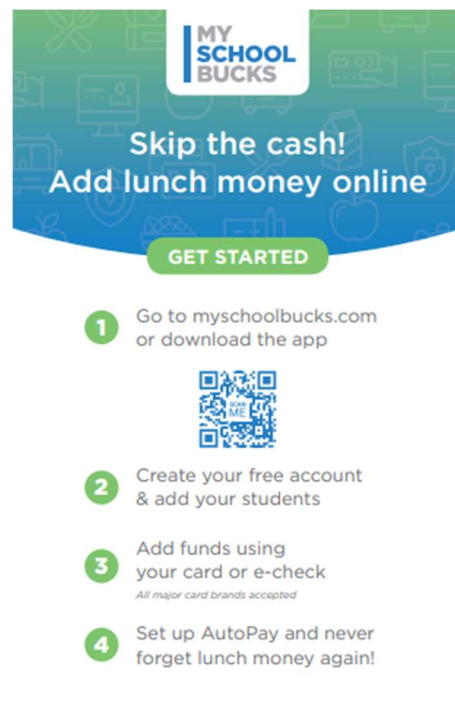 MY
SCHOOL
BUCKS
Skip the cash!
Add lunch money online
GET STARTED
1
Go to myschoolbucks.com
or download the app
SCAN
ME
2
Create your free account
& add your students
3
Add funds using
your card or e-check
All major card brands accepted
4
Set up AutoPay and never
forget lunch money again!